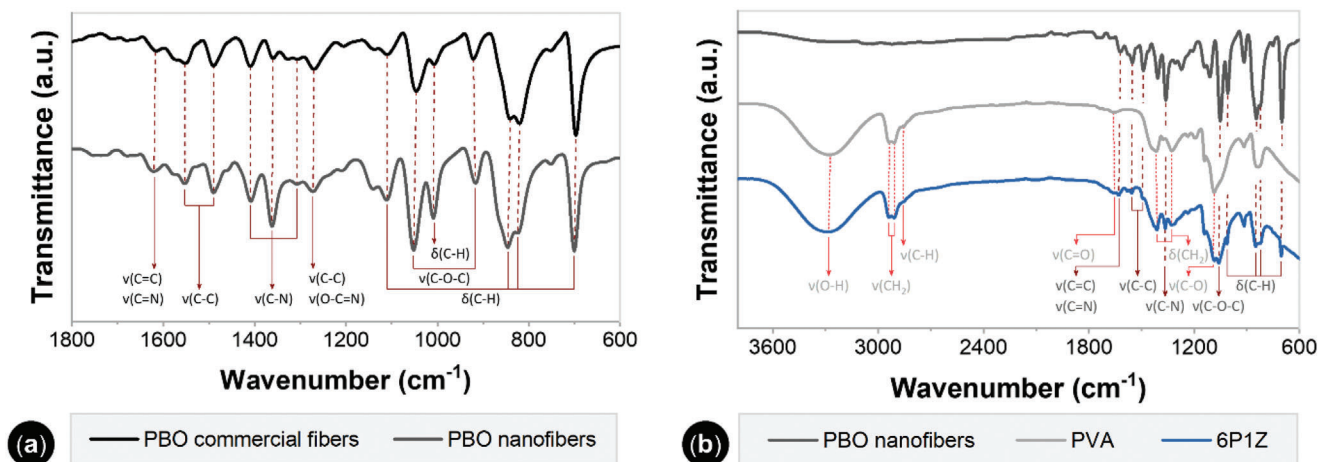 Transmittance (a.u.)
ν(C=C)
ν(C=N)
ν(C-C)
ν(C-N)
ν(C-C)
ν(O-C=N)
δ(C-H)
ν(C-O-C)
δ(C-H)
1800 1600 1400 1200 1000 800 600
Wavenumber (cm-1)
(a)
PBO commercial fibers PBO nanofibers
Transmittance (a.u.)
ν(O-H)
ν(CH2)
ν(C-H)
ν(C=O)
ν(C=C)
ν(C=N)
ν(C-C)
ν(C-N)
δ(CH2)
ν(C-O)
ν(C-O-C)
δ(C-H)
3600 3000 2400 1800 1200 600
Wavenumber (cm-1)
(b)
PBO nanofibers PVA 6P1Z